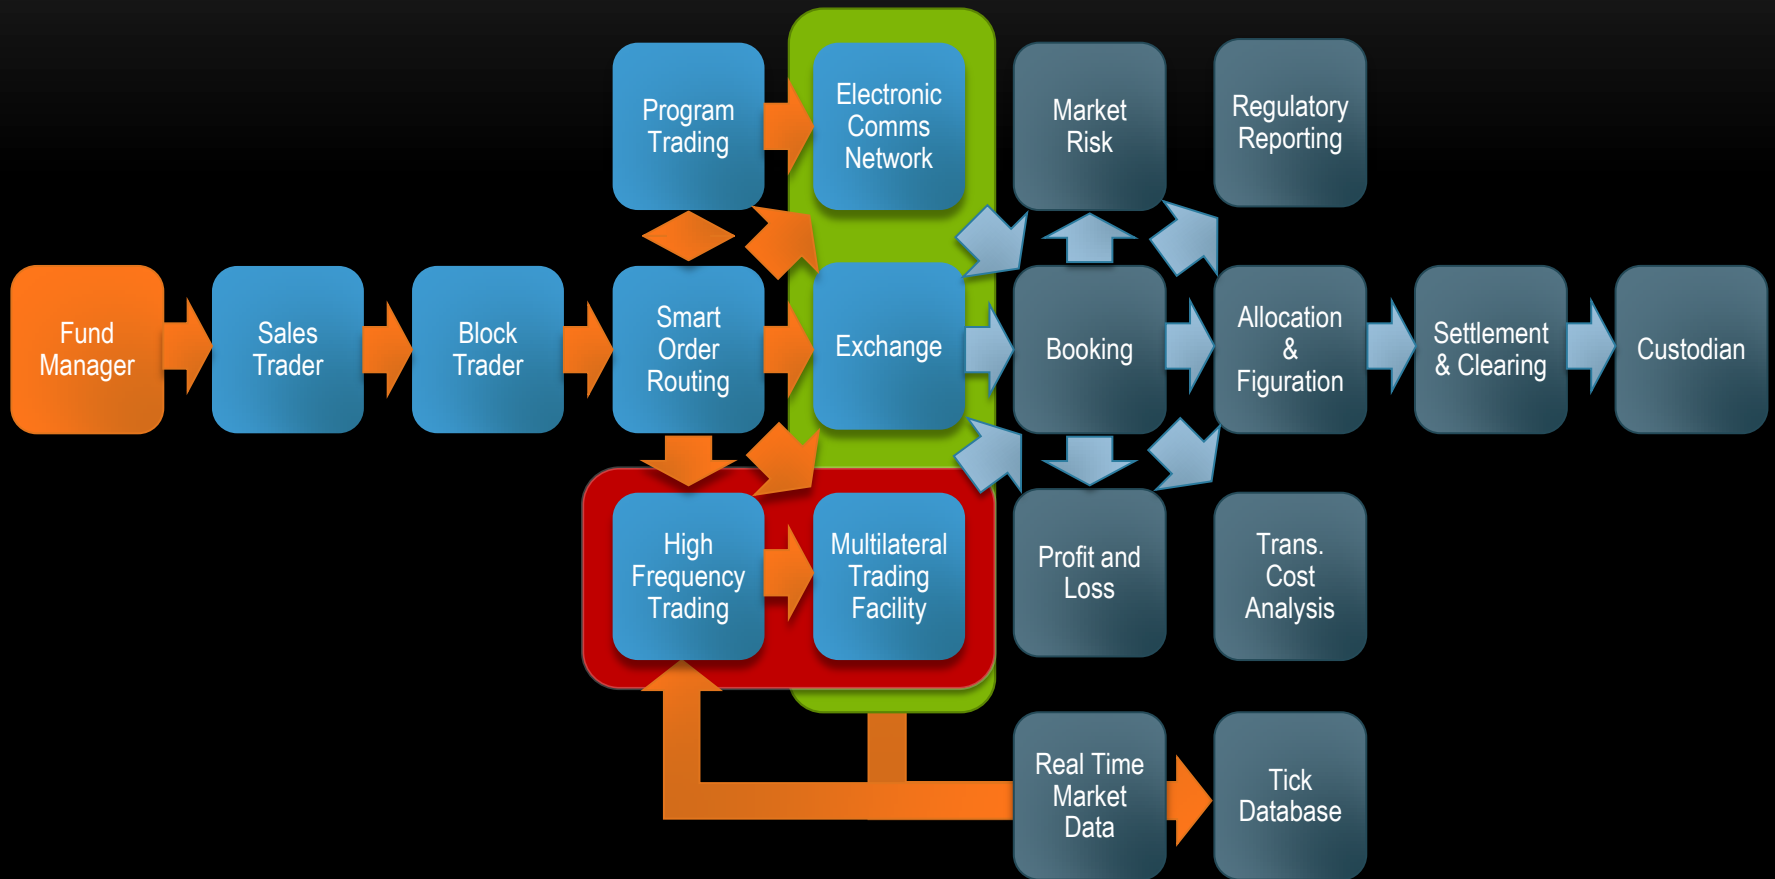 Program
Trading
Electronic
Comms
Network
Market
Risk
Regulatory
Reporting
Fund
Manager
Sales
Trader
Block
Trader
Smart
Order
Routing
Exchange
Booking
Allocation
&
Figuration
Settlement
& Clearing
Custodian
High
Frequency
Trading
Multilateral
Trading
Facility
Profit and
Loss
Trans.
Cost
Analysis
Real Time
Market
Data
Tick
Database